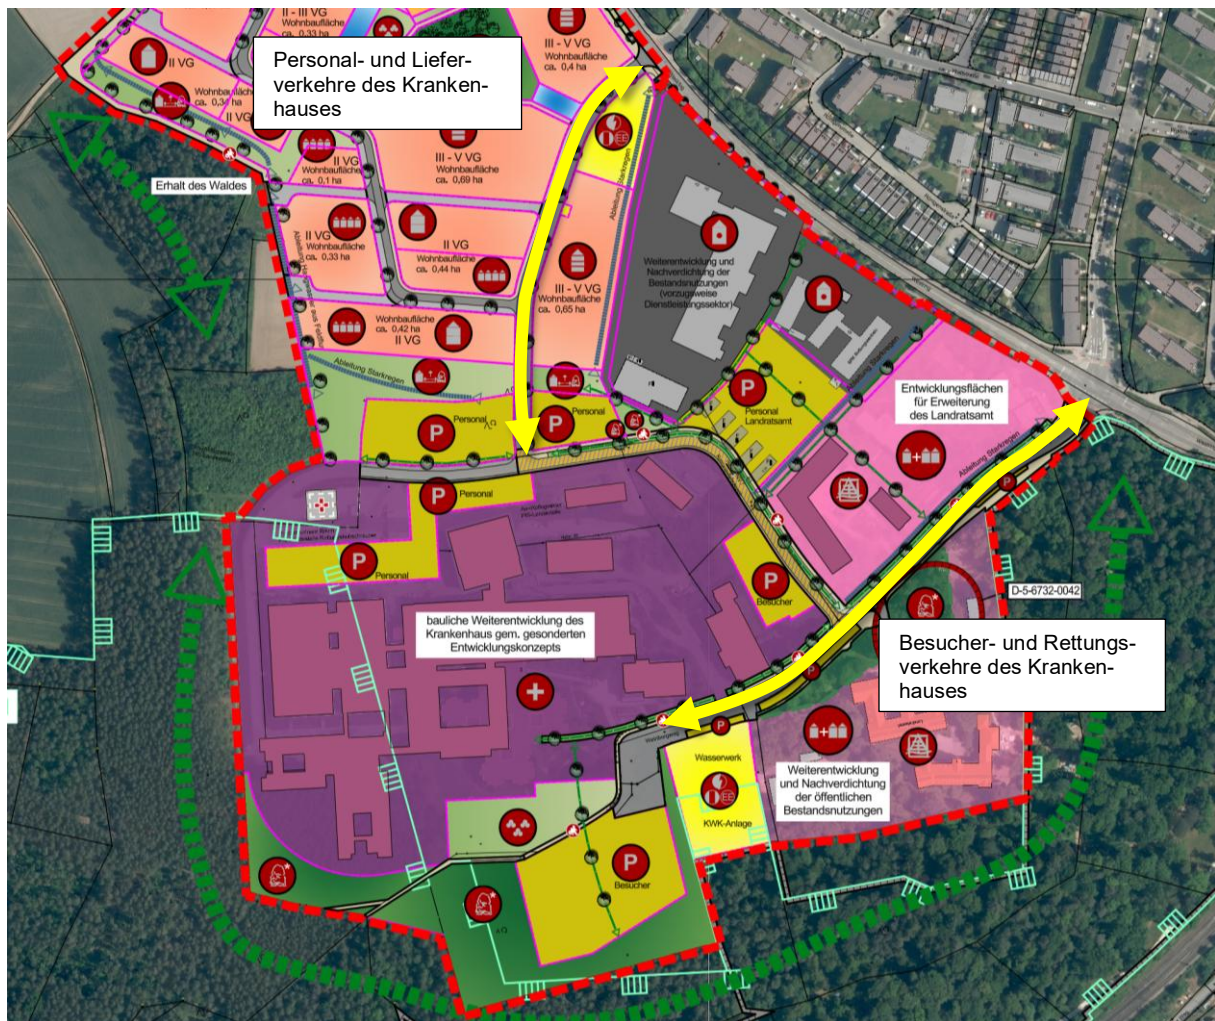 II - III VG
Wohnbaufläche
ca. 0,33 ha
III - V VG
Wohnbaufläche
ca. 0,4 ha
Personal- und Liefer-
verkehre des Kranken-
hauses
II VG
Wohnbaufläche
II VG
Erhalt des Waldes
II VG
Wohnbaufläche
ca. 0,1 ha
III - V VG
Wohnbaufläche
ca. 0,69 ha
Ableitung Starkregen
II VG
Wohnbaufläche
ca. 0,33 ha
II VG
Wohnbaufläche
ca. 0,44 ha
III - V VG
Wohnbaufläche
ca. 0,65 ha
Weiterentwicklung und
Nachverdichtung der
Bestandsnutzungen
(vorzugsweise
Dienstleistungssektor)
Wohnbaufläche
ca. 0,42 ha
II VG
Ableitung Starkregen
Ableitung Starkregen
Entwicklungsflächen
für Erweiterung
des Landratsamt
P
Personal
Landratsamt
P
Personal
P
Personal
Ableitung Starkregen
P
P
Personal
P
Personal
P
Besucher
D-5-6732-0042
bauliche Weiterentwicklung des
Krankenhaus gem. gesonderten
Entwicklungskonzepts
Besucher- und Rettungs-
verkehre des Kranken-
hauses
P
P
Wasserwerk
KWK-Anlage
Weiterentwicklung
und Nachverdichtung
der öffentlichen
Bestandsnutzungen
P
Besucher